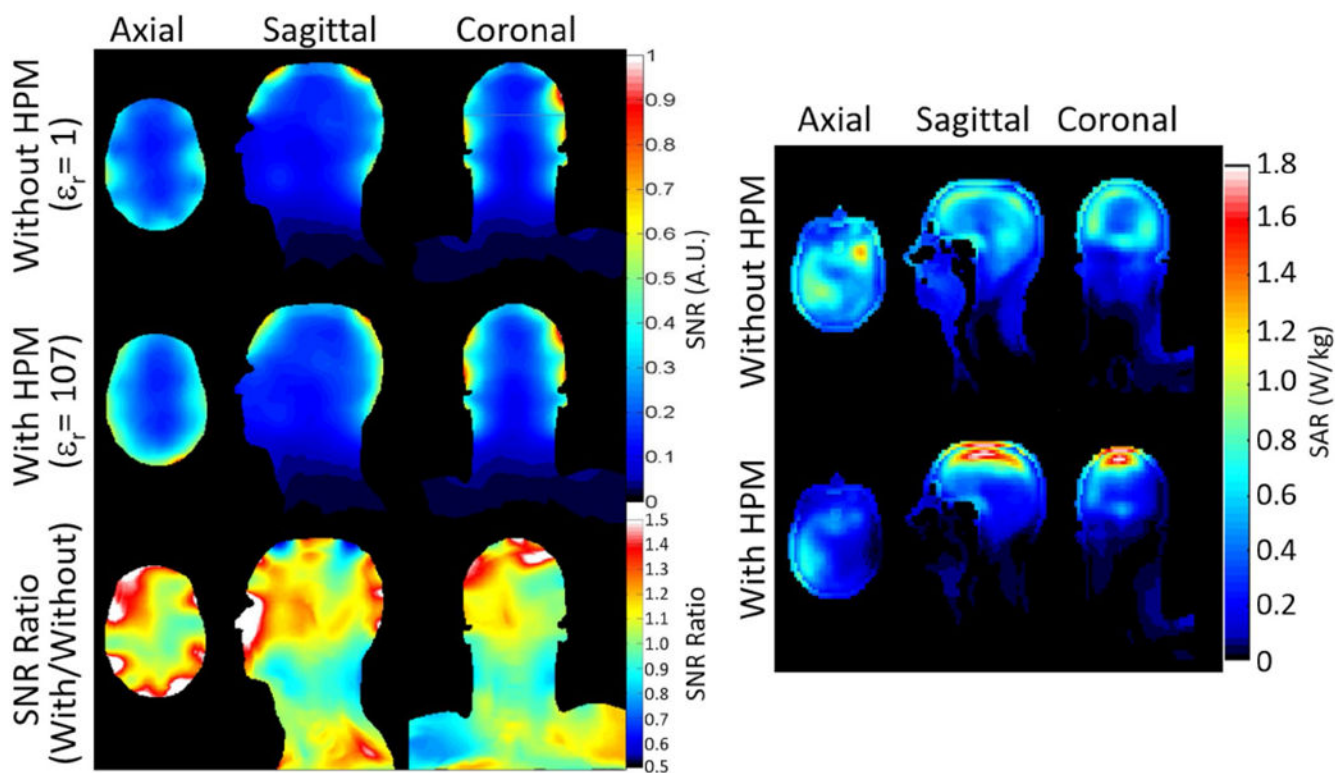 Axial Sagittal Coronal
Without HPM
(εr= 1)
1
0.9
0.8
0.7
0.6
0.5
0.4
0.3
0.2
0.1
0
SNR (A.U.)
With HPM
(εr= 107)
SNR Ratio
(With/Without)
1.5
1.4
1.3
1.2
1.1
1.0
0.9
0.8
0.7
0.6
0.5
SNR Ratio
Axial Sagittal Coronal
Without HPM
With HPM
1.8
1.6
1.4
1.2
1.0
0.8
0.6
0.4
0.2
0
SAR (W/kg)